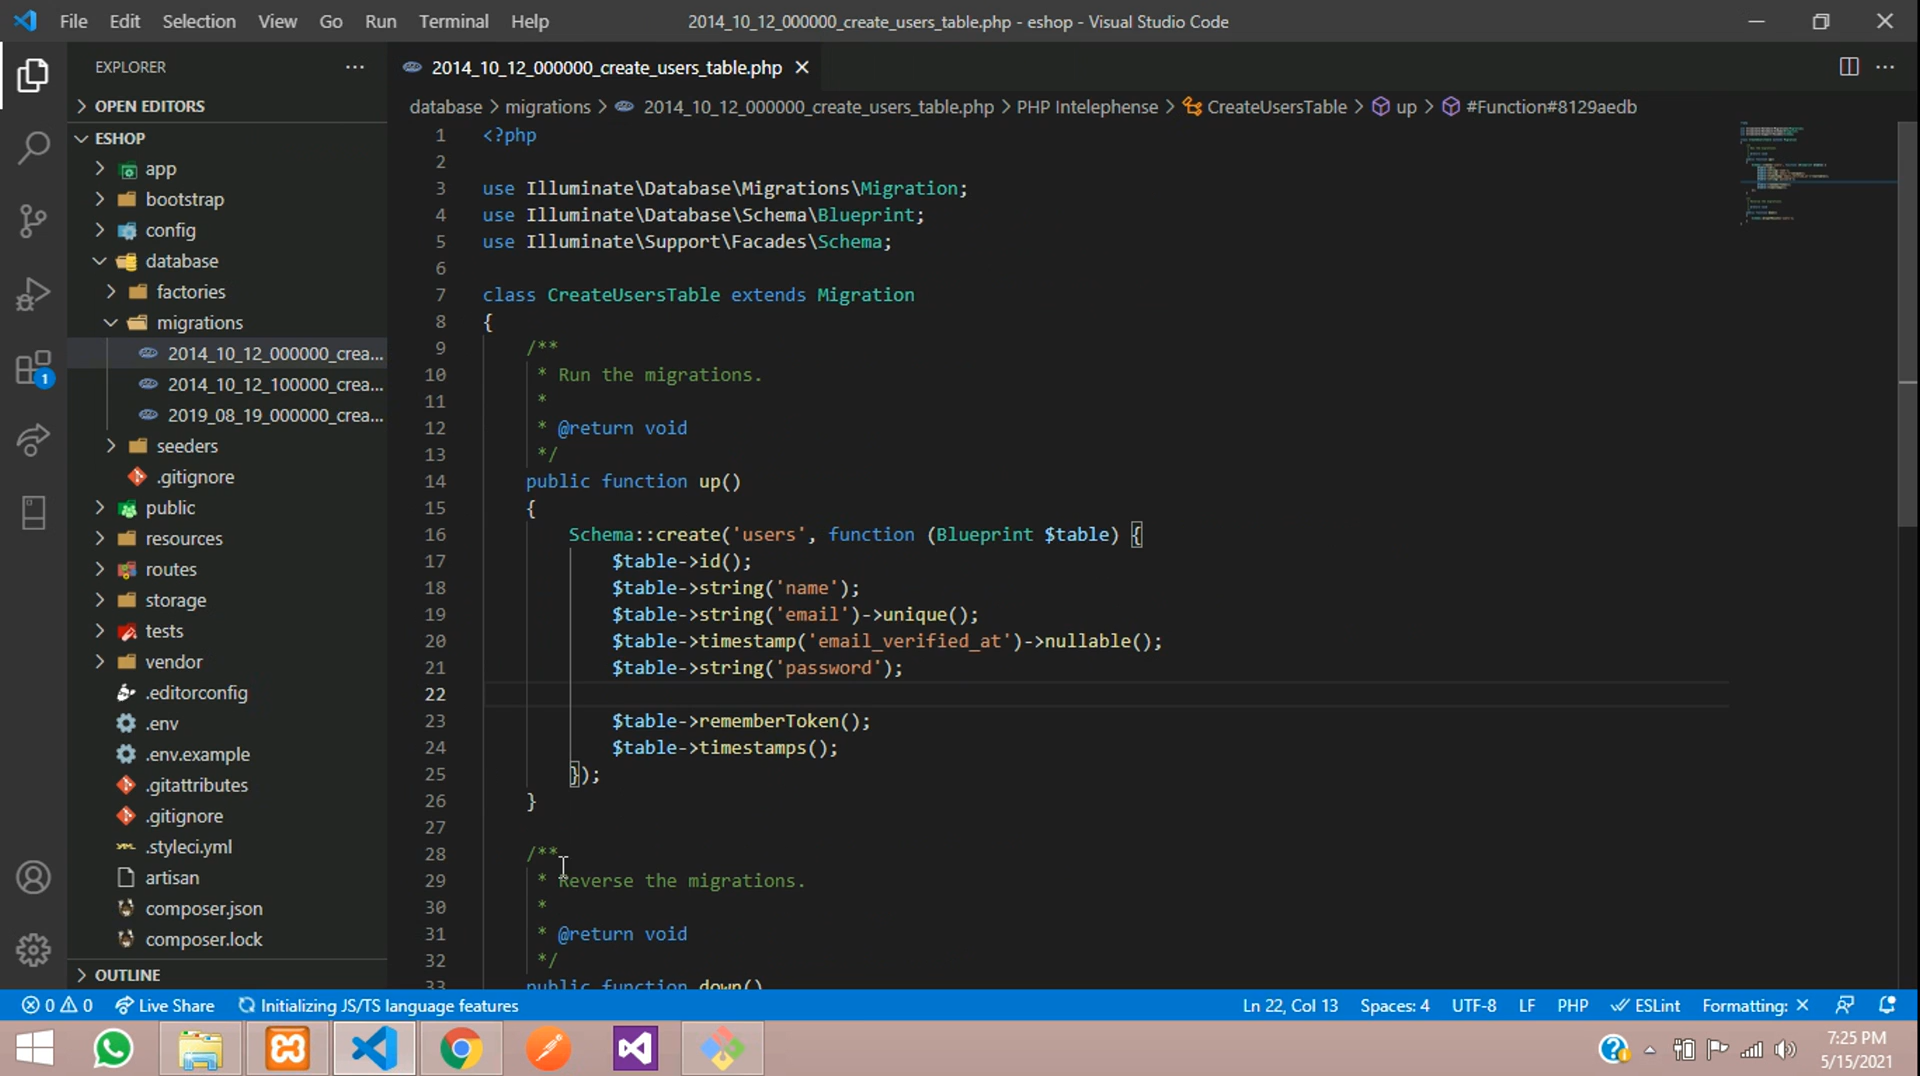 File Edit Selection View Go Run Terminal Help
2014_10_12_000000_create_users_table.php - eshop - Visual Studio Code
EXPLORER
2014_10_12_000000_create_users_table.php
OPEN EDITORS
database > migrations > 2014_10_12_000000_create_users_table.php > PHP Intelephense > CreateUsersTable > up > #Function#8129aedb
ESHOP
app
bootstrap
config
database
factories
migrations
2014_10_12_000000_crea...
2014_10_12_100000_crea...
2019_08_19_000000_crea...
seeders
.gitignore
public
resources
routes
storage
tests
vendor
.editorconfig
.env
.env.example
.gitattributes
.gitignore
.styleci.yml
artisan
composer.json
composer.lock
OUTLINE
1
1 <?php
2
3 use Illuminate\Database\Migrations\Migration;
4 use Illuminate\Database\Schema\Blueprint;
5 use Illuminate\Support\Facades\Schema;
6
7 class CreateUsersTable extends Migration
8 {
9 /**
10 * Run the migrations.
11 *
12 * @return void
13 */
14 public function up()
15 {
16 Schema::create('users', function (Blueprint $table) {
17 $table->id();
18 $table->string('name');
19 $table->string('email')->unique();
20 $table->timestamp('email_verified_at')->nullable();
21 $table->string('password');
22
23 $table->rememberToken();
24 $table->timestamps();
25 });
26 }
27
28 /**
29 * Reverse the migrations.
30 *
31 * @return void
32 */
33 public function down()
0 0 Live Share Initializing JS/TS language features
Ln 22, Col 13 Spaces: 4 UTF-8 LF PHP ESLint Formatting: ×
7:25 PM
5/15/2021